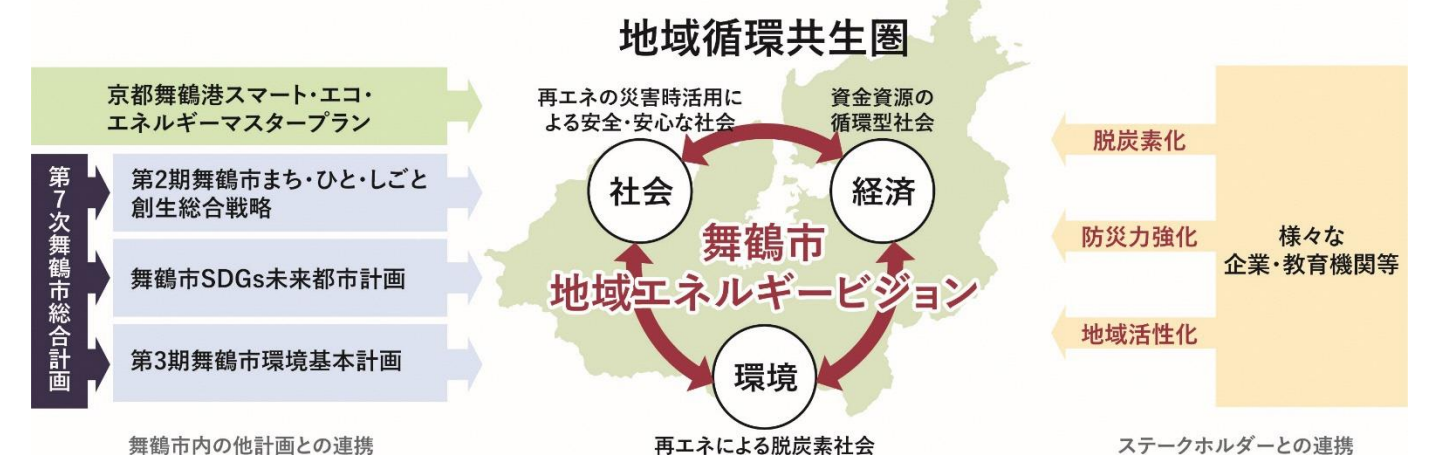 地域循環共生圏
京都舞鶴港スマート・エコ・
エネルギーマスタープラン
第7次舞鶴市総合計画
第2期舞鶴市まち・ひと・しごと
創生総合戦略
舞鶴市SDGs未来都市計画
第3期舞鶴市環境基本計画
舞鶴市内の他計画との連携
再エネの災害時活用に
よる安全・安心な社会
資金資源の
循環型社会
社会
経済
舞鶴市
地域エネルギービジョン
環境
再エネによる脱炭素社会
脱炭素化
防災力強化
地域活性化
様々な
企業・教育機関等
ステークホルダーとの連携